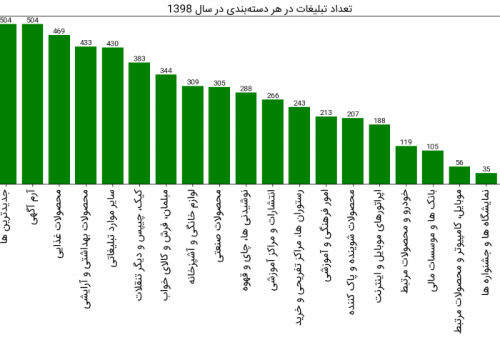 تعداد تبلیغات در هر دسته‌بندی در سال 1398
504
504
469
433
430
383
344
309
305
288
266
243
213
207
188
119
105
56
35
جدیدترین ها
آرم آگهی
محصولات غذایی
محصولات بهداشتی و آرایشی
سایر موارد تبلیغاتی
کیک، چیپس و دیگر تنقلات
مبلمان، فرش و کالای خواب
لوازم خانگی و آشپزخانه
محصولات صنعتی
نوشیدنی ها، چای و قهوه
انتشارات و مراکز آموزشی
رستوران ها، مراکز تفریحی و خرید
امور فرهنگی و آموزشی
محصولات شوینده و پاک کننده
اپراتورهای موبایل و اینترنت
خودرو و محصولات مرتبط
بانک ها و موسسات مالی
موبایل، کامپیوتر و محصولات مرتبط
نمایشگاه ها و جشنواره ها